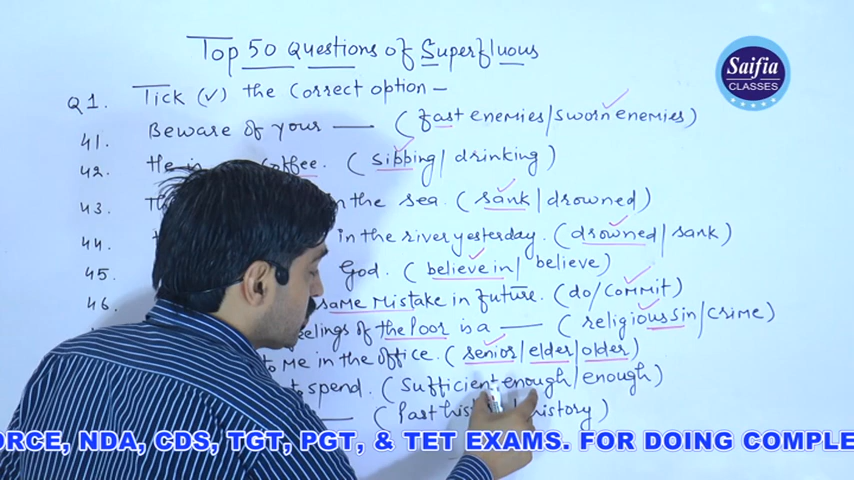 Top 50 Questions of Superfluous
Saifia
CLASSES
Q1. Tick (✓) the correct option –
41. Beware of your —— (fast enemies/sworn enemies)
42. He is coffee. (sibbing/drinking)
43. in the sea. (sank/drowned)
44. in the river yesterday. (drowned/sank)
45. God. (believe in/believe)
46. same mistake in future. (do/commit)
feelings of the Poor is a —— (religious sin/crime)
to me in the office. (senior/elder/older)
spend. (sufficient enough/enough)
—— (Past history)
ORCE, NDA, CDS, TGT, PGT, & TET EXAMS. FOR DOING COMPLE